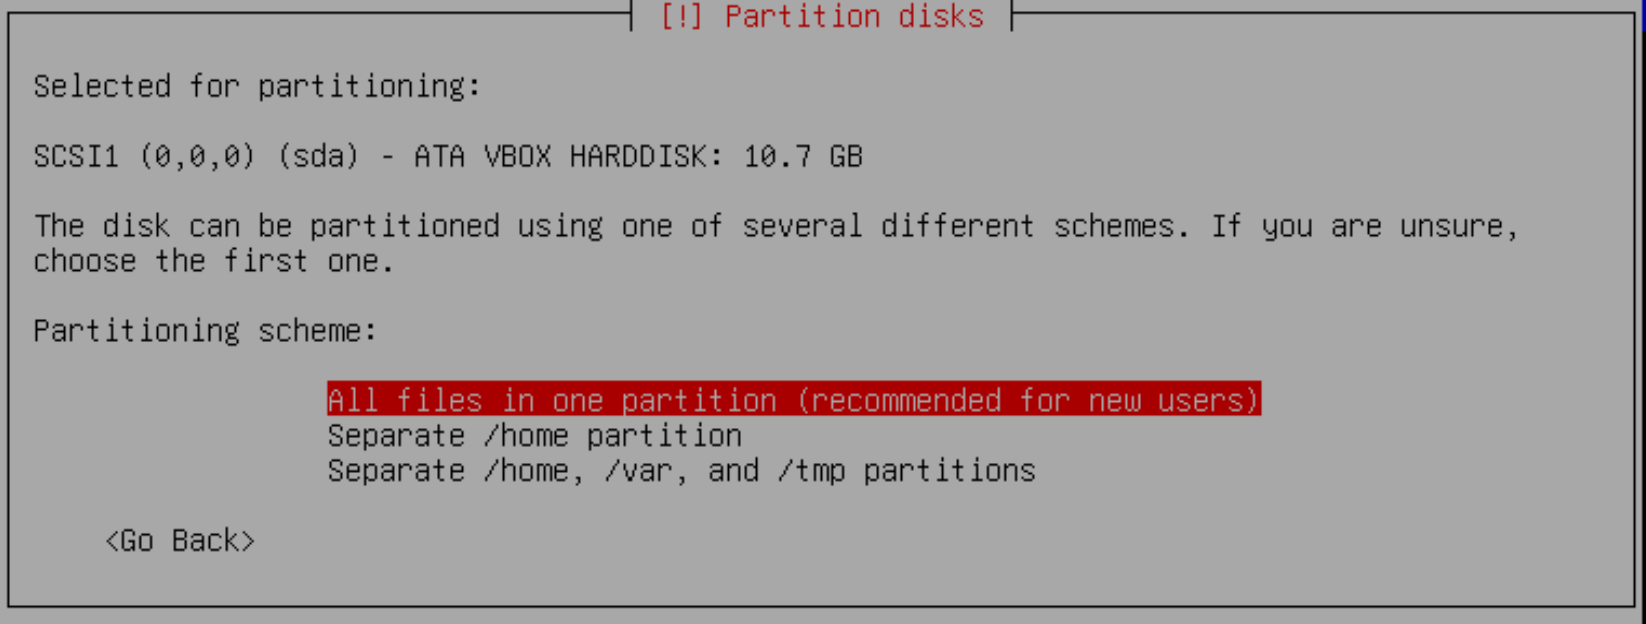 [!] Partition disks
Selected for partitioning:
SCSI1 (0,0,0) (sda) - ATA VBOX HARDDISK: 10.7 GB
The disk can be partitioned using one of several different schemes. If you are unsure,
choose the first one.
Partitioning scheme:
All files in one partition (recommended for new users)
Separate /home partition
Separate /home, /var, and /tmp partitions
<Go Back>